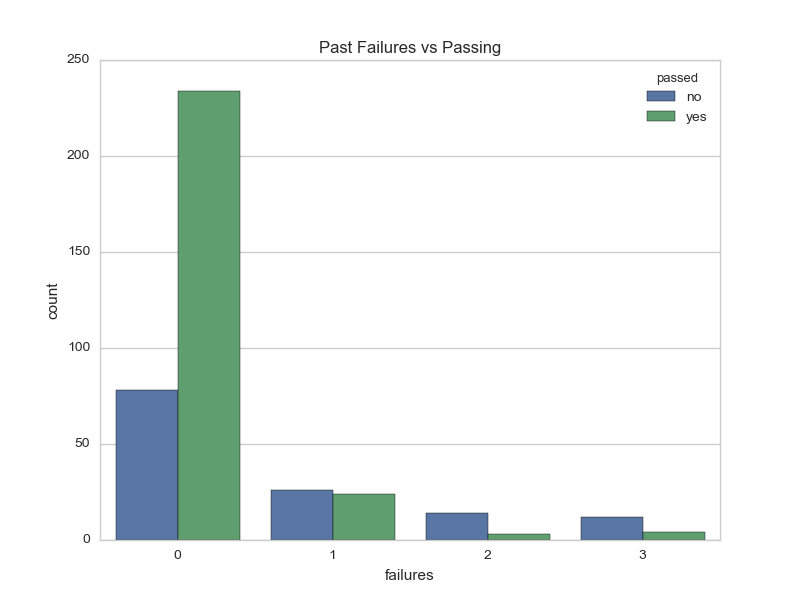 Past Failures vs Passing
passed
no
yes
250
200
150
100
50
0
count
0 1 2 3
failures